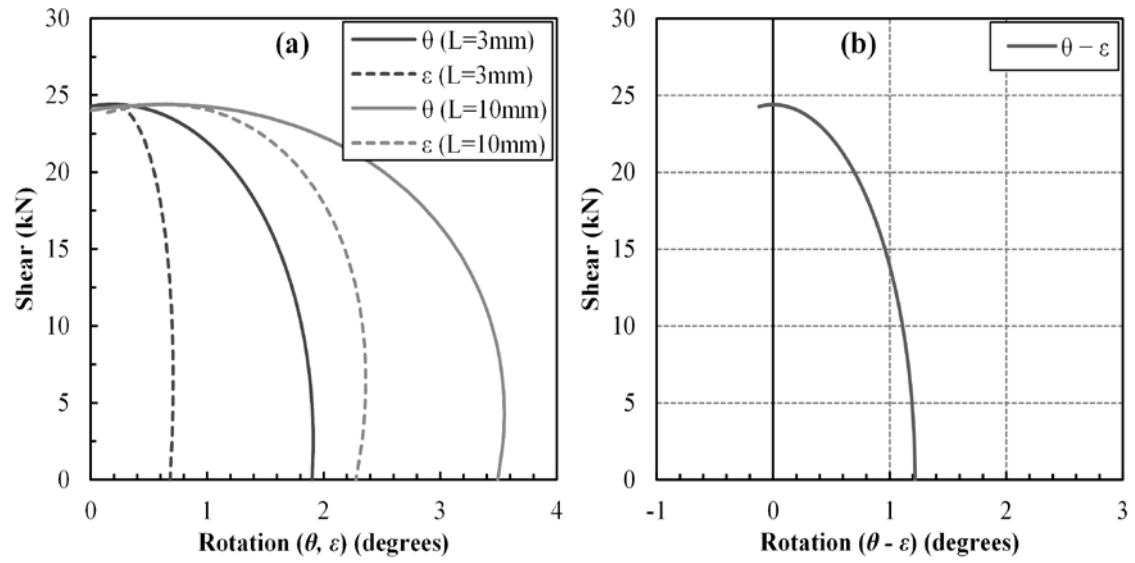 (a)
θ (L=3mm)
ε (L=3mm)
θ (L=10mm)
ε (L=10mm)
30
25
20
15
10
5
0
Shear (kN)
0 1 2 3 4
Rotation (θ, ε) (degrees)
(b)
θ − ε
30
25
20
15
10
5
0
Shear (kN)
-1 0 1 2 3
Rotation (θ - ε) (degrees)